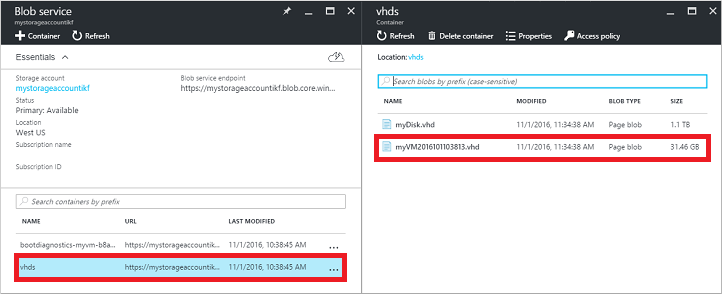 Blob service
mystorageaccountikf
Container Refresh
Essentials
Storage account
mystorageaccountikf
Blob service endpoint
https://mystorageaccountikf.blob.core.win...
Status
Primary: Available
Location
West US
Subscription name
Subscription ID
Search containers by prefix
NAME URL LAST MODIFIED
bootdiagnostics-myvm-b8a... https://mystorageaccountik... 11/1/2016, 10:38:45 AM ...
vhds https://mystorageaccountik... 11/1/2016, 10:38:45 AM ...
vhds
Container
Refresh Delete container Properties Access policy
Location: vhds
Search blobs by prefix (case-sensitive)
NAME MODIFIED BLOB TYPE SIZE
myDisk.vhd 11/1/2016, 11:34:38 AM Page blob 1.1 TB
myVM2016101103813.vhd 11/1/2016, 11:34:38 AM Page blob 31.46 GB